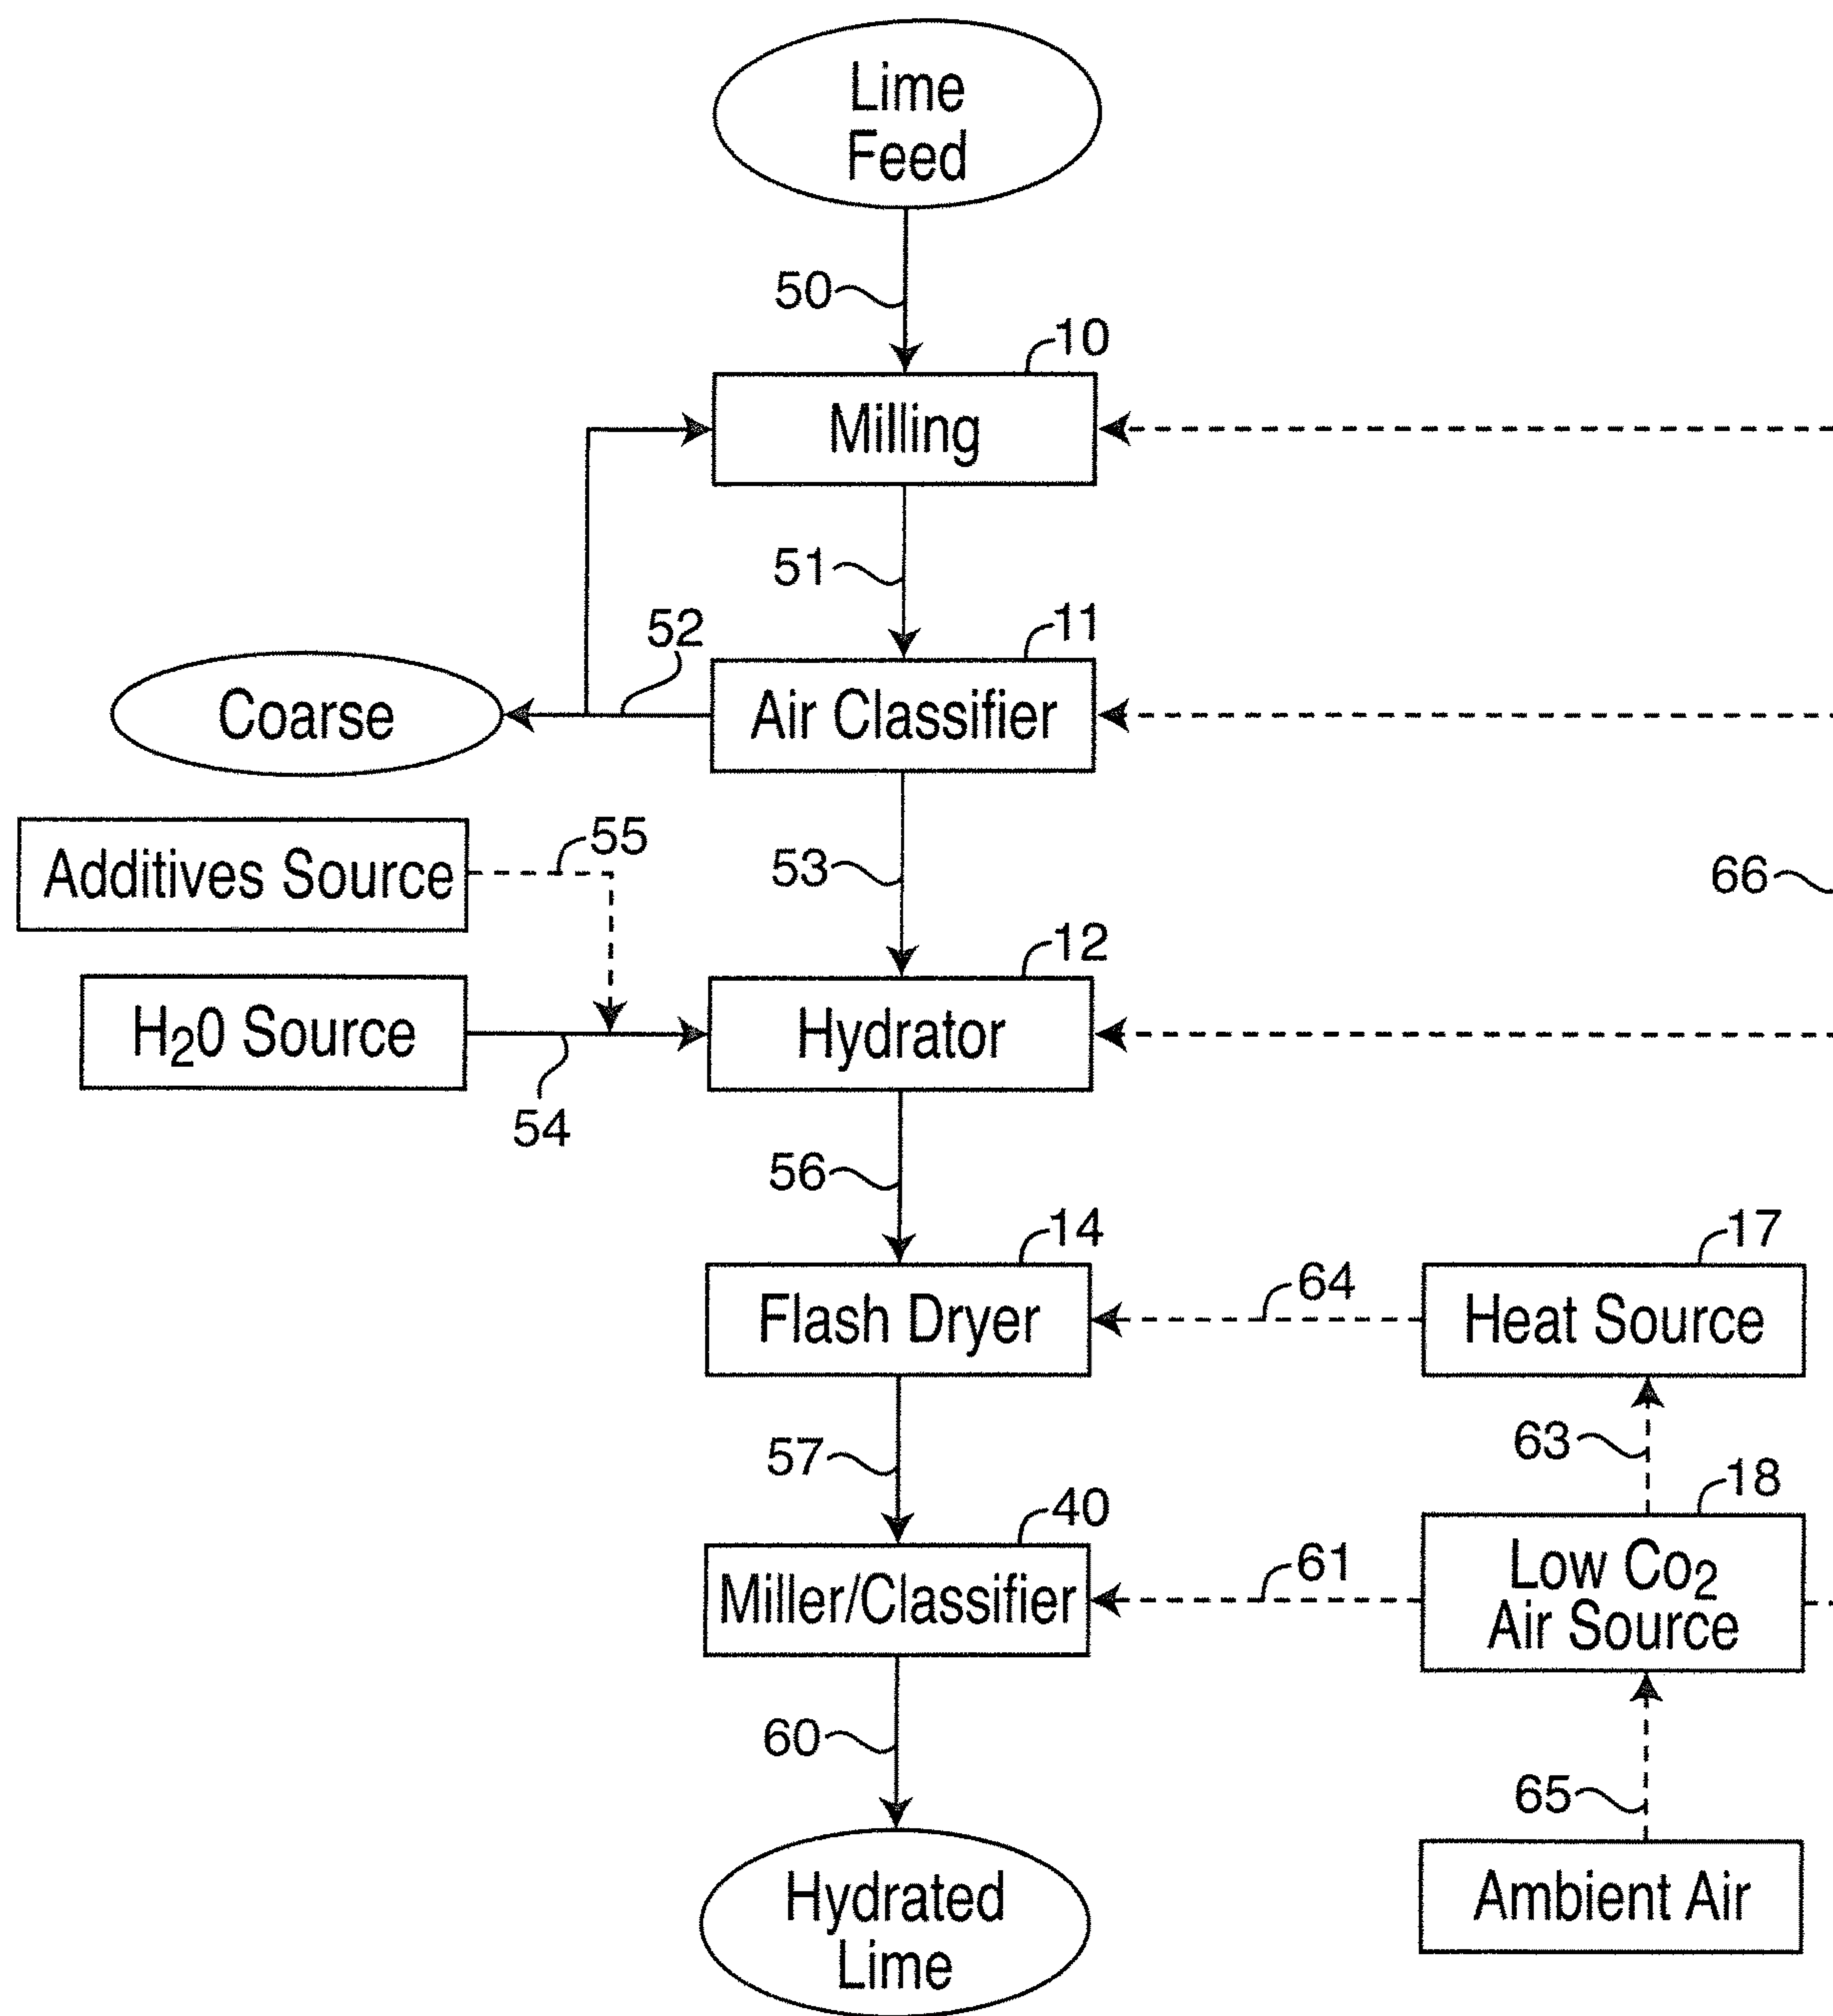 Lime
Feed
50
10
Milling
51
11
52
Coarse
Air Classifier
55
Additives Source
53
66
12
H₂0 Source
Hydrator
54
56
14
17
64
Flash Dryer
Heat Source
57
63
40
18
61
Miller/Classifier
Low Co₂
Air Source
60
65
Hydrated
Lime
Ambient Air